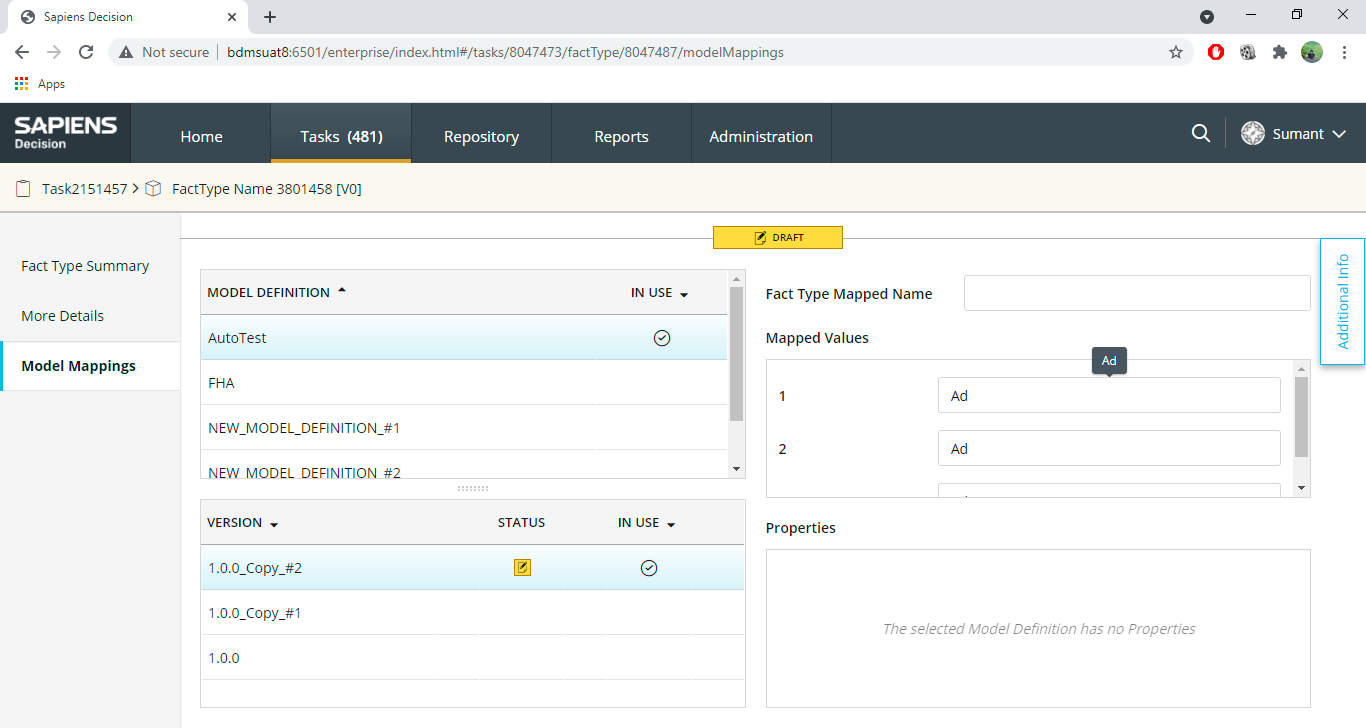 Sapiens Decision
Not secure
bdmsuat8:6501/enterprise/index.html#/tasks/8047473/factType/8047487/modelMappings
Apps
SAPIENS
Decision
Home
Tasks (481)
Repository
Reports
Administration
Sumant
Task2151457 > FactType Name 3801458 [V0]
DRAFT
Fact Type Summary
More Details
Model Mappings
MODEL DEFINITION
IN USE
AutoTest
FHA
NEW_MODEL_DEFINITION_#1
NEW_MODEL_DEFINITION_#2
VERSION
STATUS
IN USE
1.0.0_Copy_#2
1.0.0_Copy_#1
1.0.0
Fact Type Mapped Name
Mapped Values
Ad
1
Ad
2
Ad
Properties
The selected Model Definition has no Properties
Additional Info